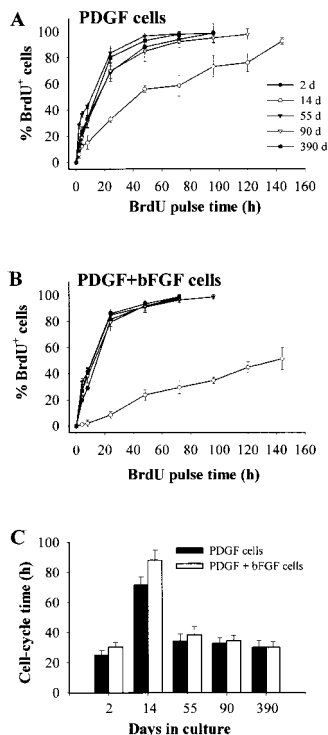 A
PDGF cells
% BrdU+ cells
100
80
60
40
20
0
2 d
14 d
55 d
90 d
390 d
0 20 40 60 80 100 120 140 160
BrdU pulse time (h)
B
PDGF+bFGF cells
% BrdU+ cells
100
80
60
40
20
0
0 20 40 60 80 100 120 140 160
BrdU pulse time (h)
C
Cell-cycle time (h)
100
80
60
40
20
0
PDGF cells
PDGF + bFGF cells
2 14 55 90 390
Days in culture